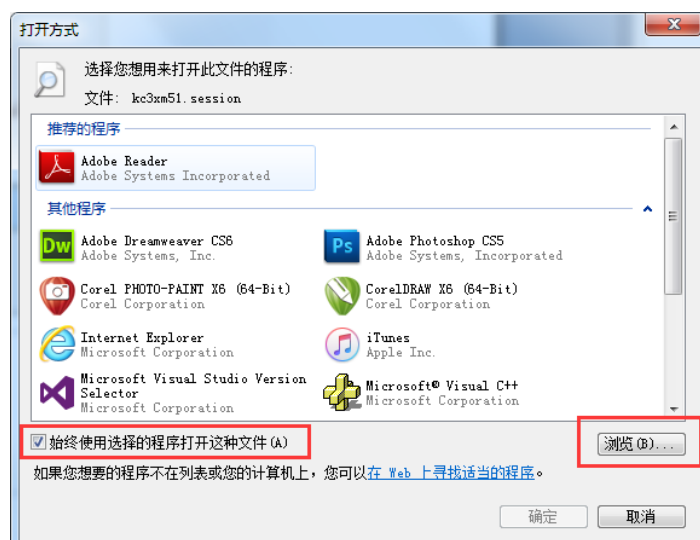 打开方式
选择您想用来打开此文件的程序:
文件: kc3xm51.session
推荐的程序
Adobe Reader
Adobe Systems Incorporated
其他程序
Dw
Adobe Dreamweaver CS6
Adobe Systems, Inc.
Ps
Adobe Photoshop CS5
Adobe Systems, Incorporated
Corel PHOTO-PAINT X6 (64-Bit)
Corel Corporation
CorelDRAW X6 (64-Bit)
Corel Corporation
Internet Explorer
Microsoft Corporation
iTunes
Apple Inc.
Microsoft Visual Studio Version
Selector
Microsoft Corporation
Microsoft® Visual C++
Microsoft Corporation
始终使用选择的程序打开这种文件(A)
浏览(B)...
如果您想要的程序不在列表或您的计算机上，您可以在 Web 上寻找适当的程序。
确定
取消